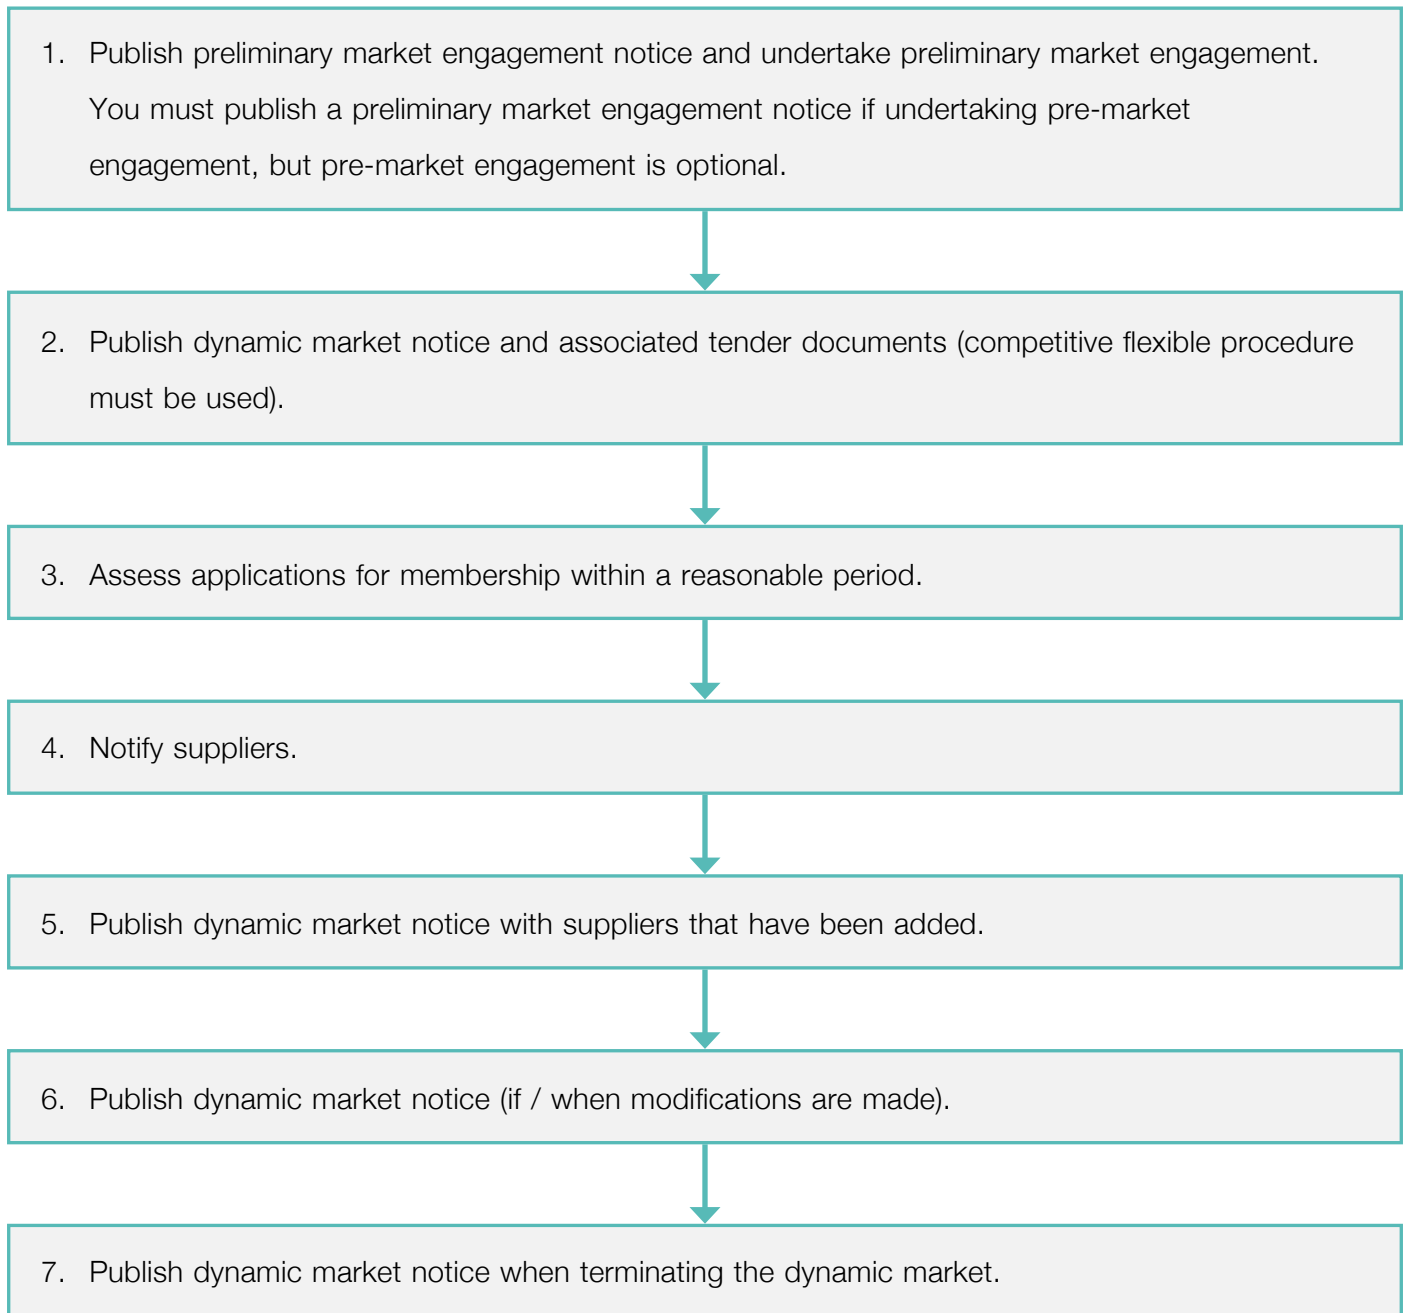 1. Publish preliminary market engagement notice and undertake preliminary market engagement.
You must publish a preliminary market engagement notice if undertaking pre-market
engagement, but pre-market engagement is optional.
2. Publish dynamic market notice and associated tender documents (competitive flexible procedure
must be used).
3. Assess applications for membership within a reasonable period.
4. Notify suppliers.
5. Publish dynamic market notice with suppliers that have been added.
6. Publish dynamic market notice (if / when modifications are made).
7. Publish dynamic market notice when terminating the dynamic market.